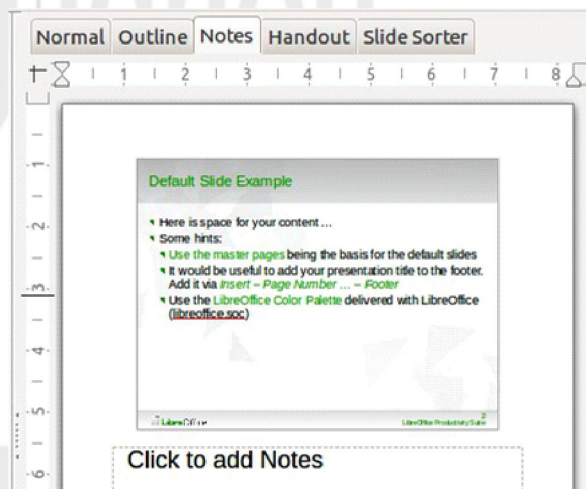 Normal Outline Notes Handout Slide Sorter
1 2 3 4 5 6 7 8
1
2
3
4
5
6
Default Slide Example
Here is space for your content ...
Some hints:
Use the master pages being the basis for the default slides
It would be useful to add your presentation title to the footer.
Add it via Insert – Page Number ... – Footer
Use the LibreOffice Color Palette delivered with LibreOffice
(libreoffice.soc)
2
LibreOffice LibreOffice Productivity Suite
Click to add Notes